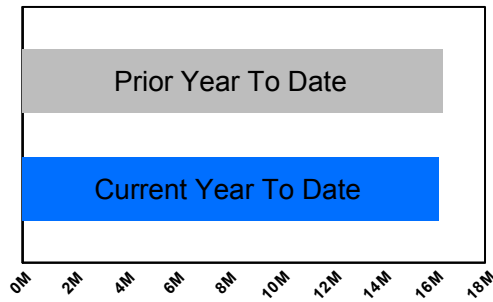 Prior Year To Date
Current Year To Date
0M 2M 4M 6M 8M 10M 12M 14M 16M 18M